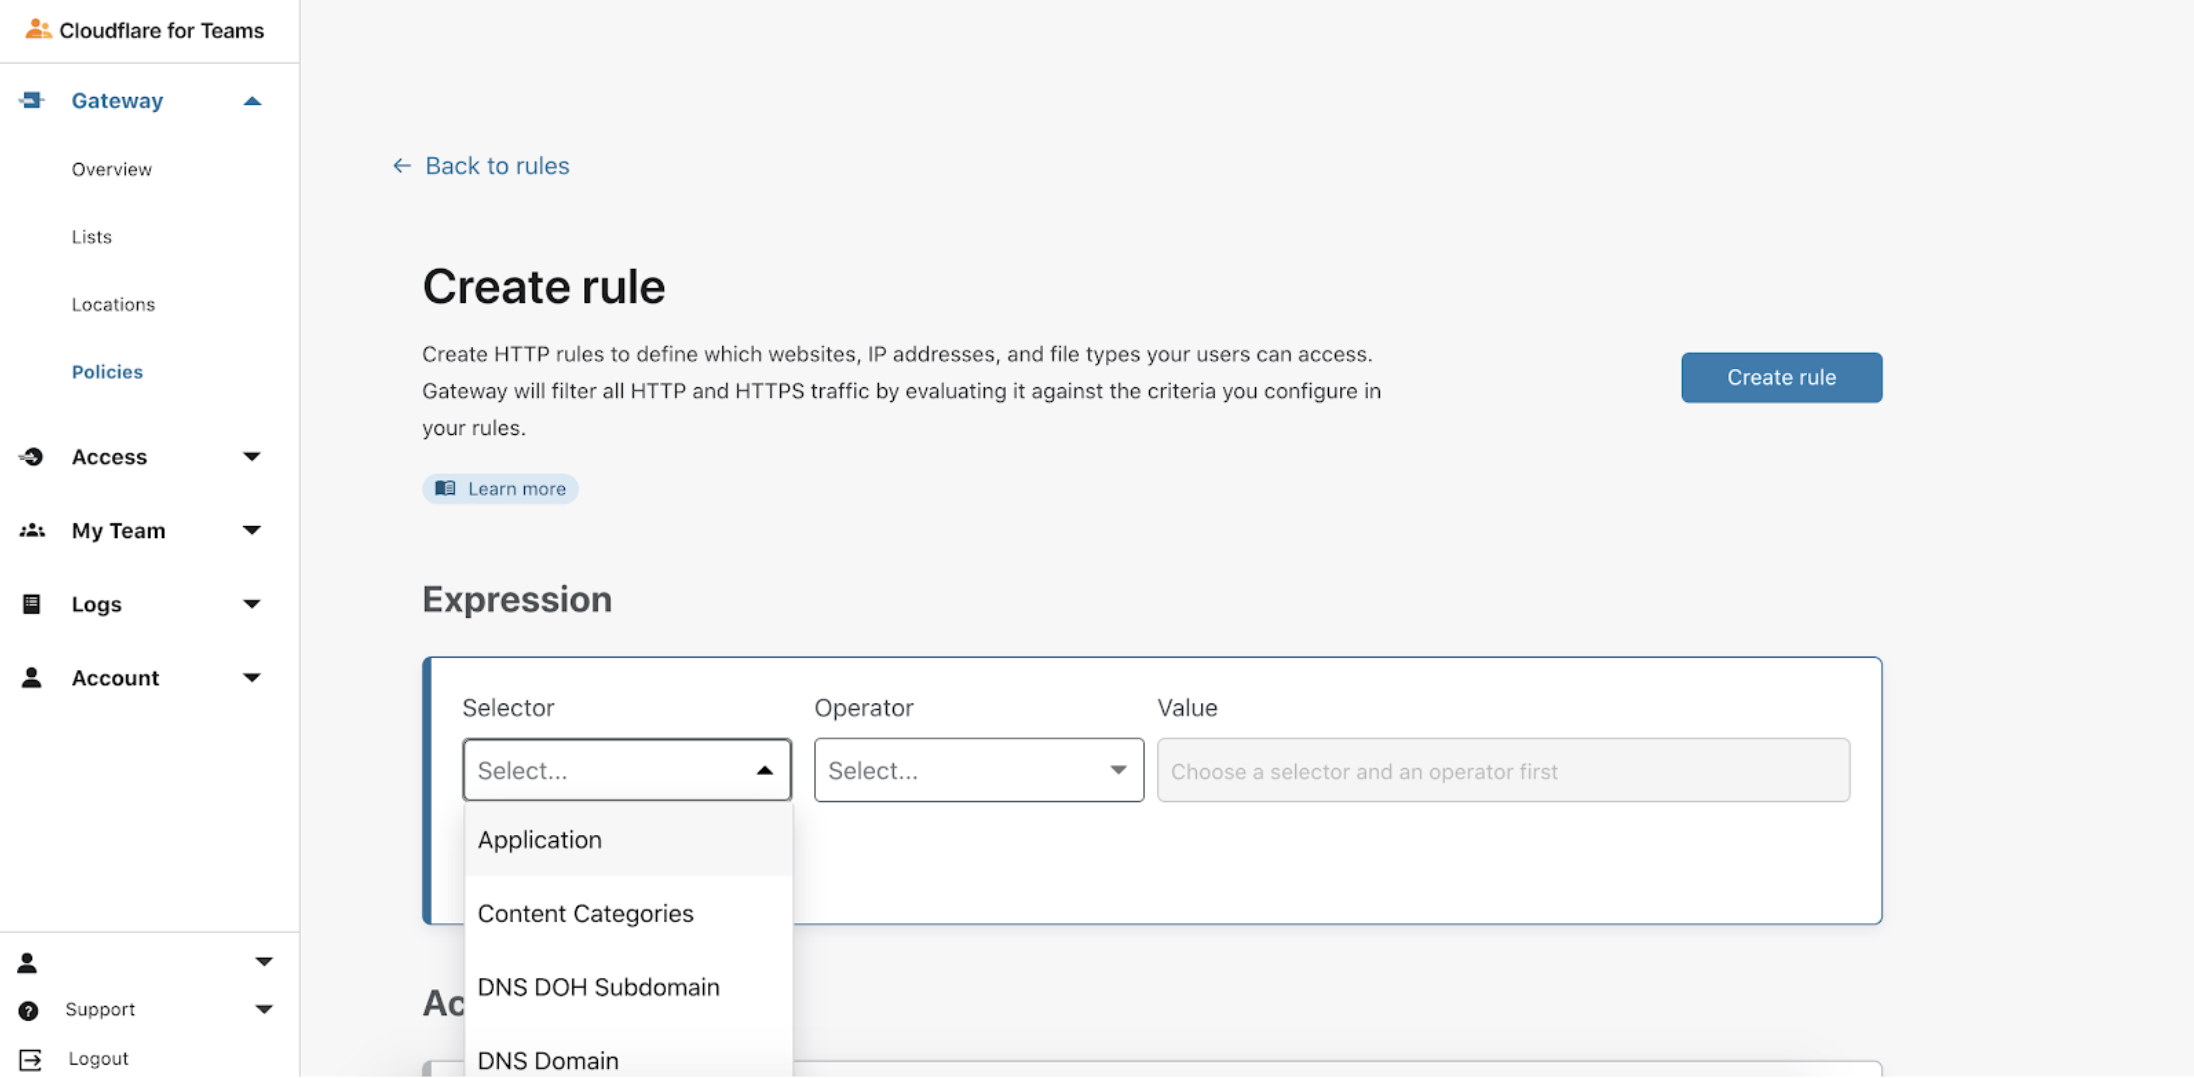 Cloudflare for Teams
Gateway
Overview
Lists
Locations
Policies
Access
My Team
Logs
Account
Support
Logout
Back to rules
Create rule
Create HTTP rules to define which websites, IP addresses, and file types your users can access.
Gateway will filter all HTTP and HTTPS traffic by evaluating it against the criteria you configure in
your rules.
Create rule
Learn more
Expression
Selector
Operator
Value
Select...
Select...
Choose a selector and an operator first
Application
Content Categories
DNS DOH Subdomain
DNS Domain
Ac